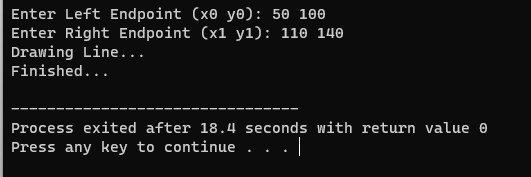 Enter Left Endpoint (x0 y0): 50 100
Enter Right Endpoint (x1 y1): 110 140
Drawing Line...
Finished...
--------------------------------
Process exited after 18.4 seconds with return value 0
Press any key to continue . . .